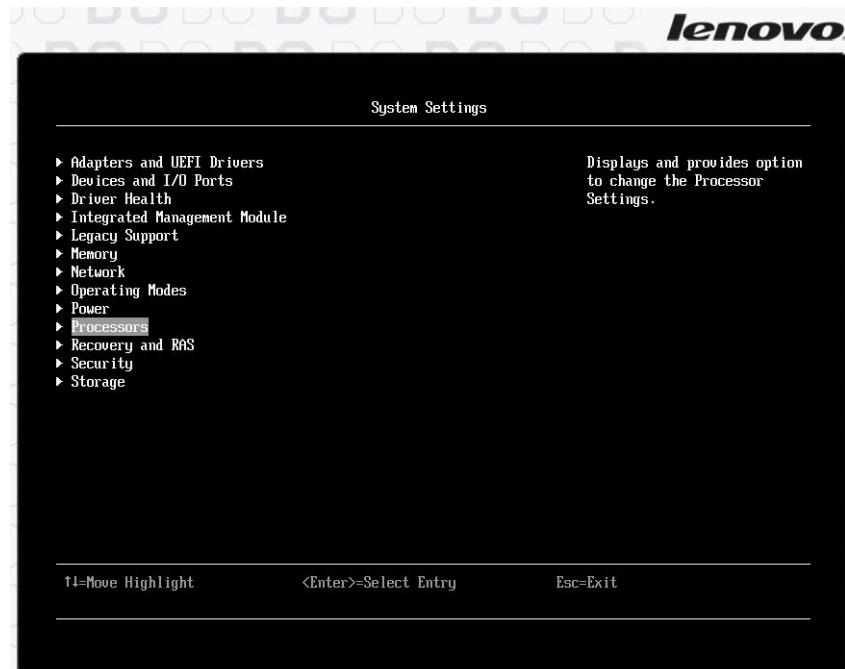 lenovo
System Settings
▶ Adapters and UEFI Drivers
▶ Devices and I/O Ports
▶ Driver Health
▶ Integrated Management Module
▶ Legacy Support
▶ Memory
▶ Network
▶ Operating Modes
▶ Power
▶ Processors
▶ Recovery and RAS
▶ Security
▶ Storage
Displays and provides option
to change the Processor
Settings.
↑↓=Move Highlight <Enter>=Select Entry Esc=Exit